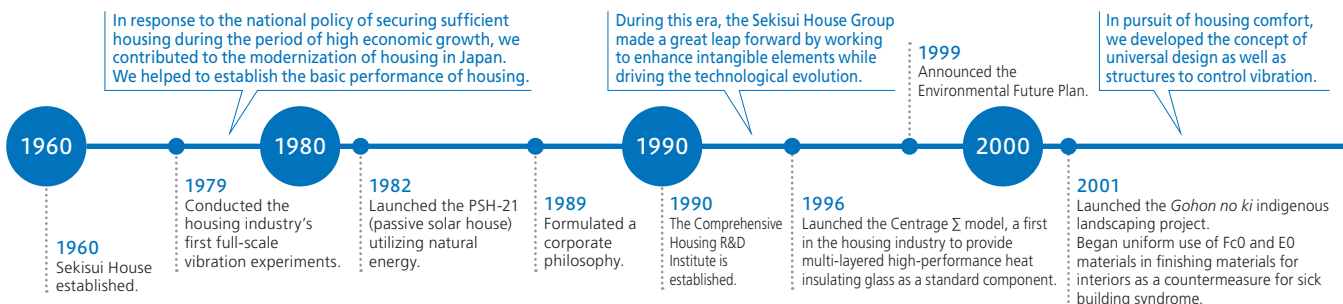 In response to the national policy of securing sufficient
housing during the period of high economic growth, we
contributed to the modernization of housing in Japan.
We helped to establish the basic performance of housing.
During this era, the Sekisui House Group
made a great leap forward by working
to enhance intangible elements while
driving the technological evolution.
1999
Announced the
Environmental Future Plan.
In pursuit of housing comfort,
we developed the concept of
universal design as well as
structures to control vibration.
1960
1980
1990
2000
1960
Sekisui House
established.
1979
Conducted the
housing industry's
first full-scale
vibration experiments.
1982
Launched the PSH-21
(passive solar house)
utilizing natural
energy.
1989
Formulated a
corporate
philosophy.
1990
The Comprehensive
Housing R&D
Institute is
established.
1996
Launched the Centrage Σ model, a first
in the housing industry to provide
multi-layered high-performance heat
insulating glass as a standard component.
2001
Launched the Gohon no ki indigenous
landscaping project.
Began uniform use of Fc0 and E0
materials in finishing materials for
interiors as a countermeasure for sick
building syndrome.